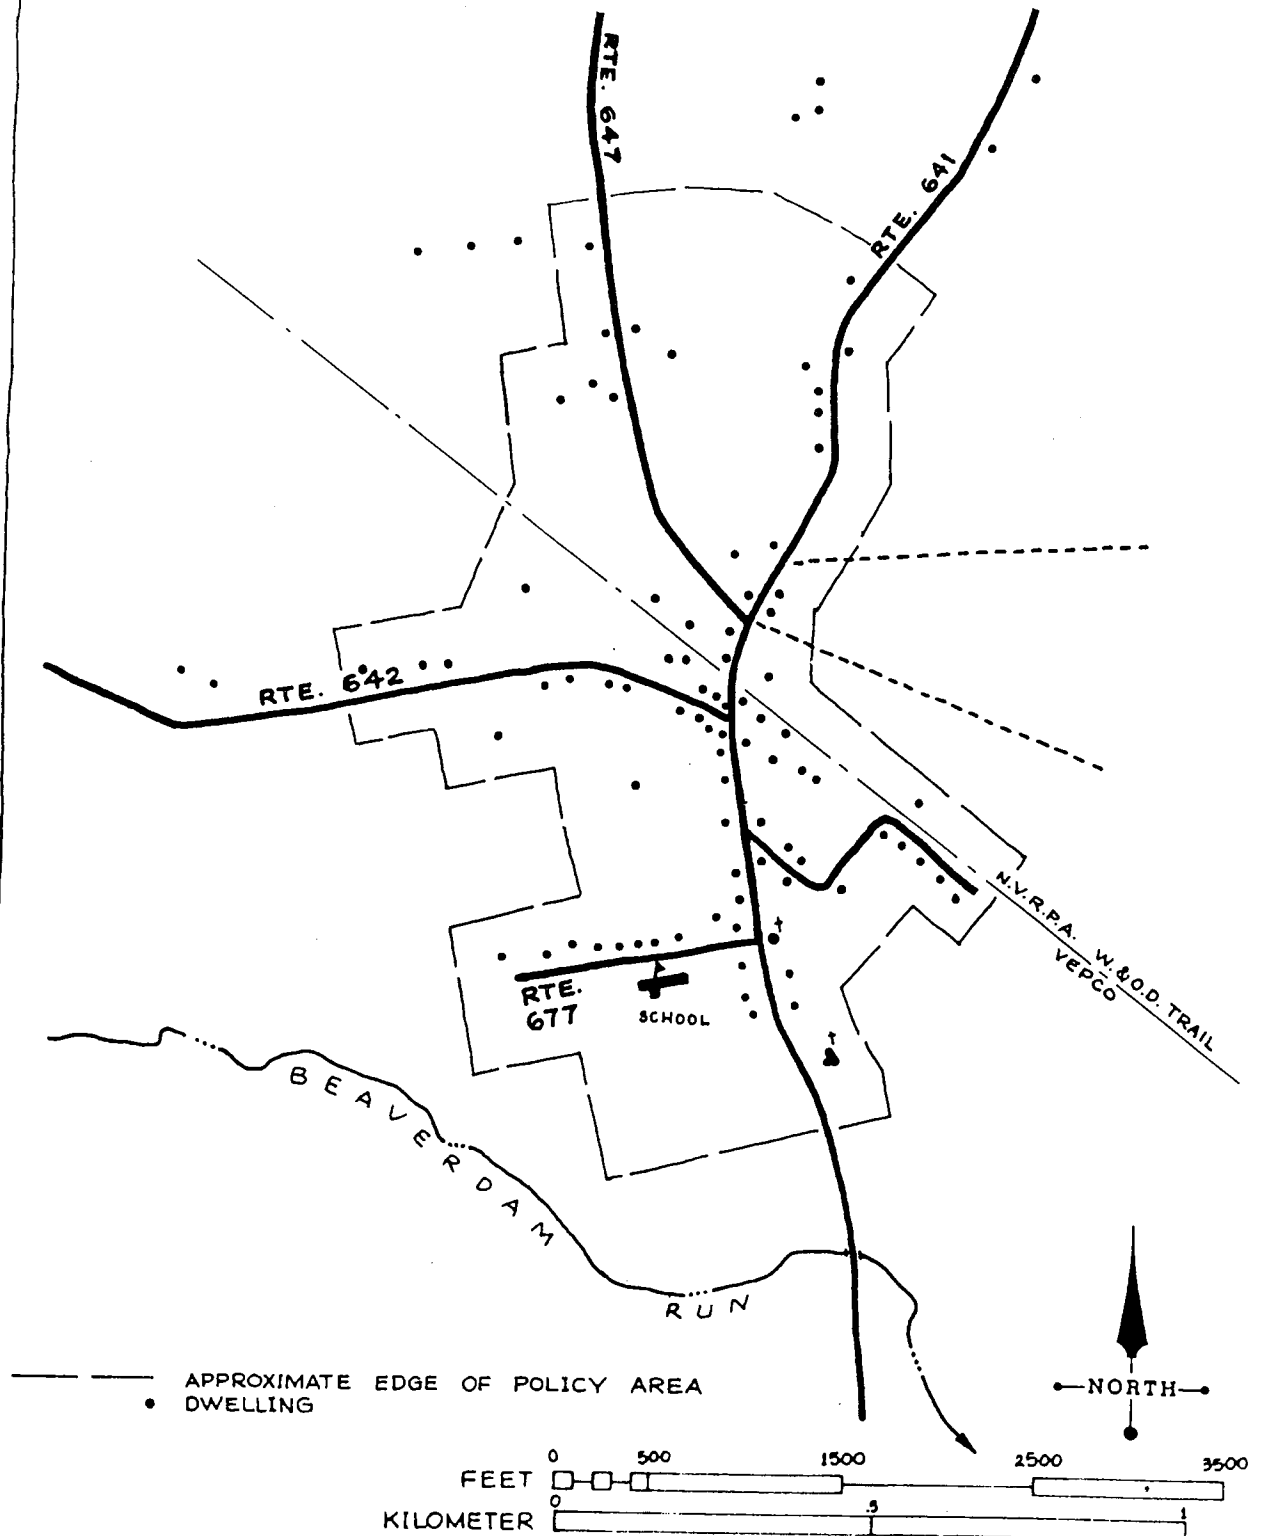 RTE. 647
RTE. 641
RTE. 642
N.V.R.P.A. W.&O.D. TRAIL
VEPCO
RTE.
677
SCHOOL
BEAVERDAM
RUN
APPROXIMATE EDGE OF POLICY AREA
DWELLING
NORTH
0 500 1500 2500 3500
FEET
0 .5 1
KILOMETER